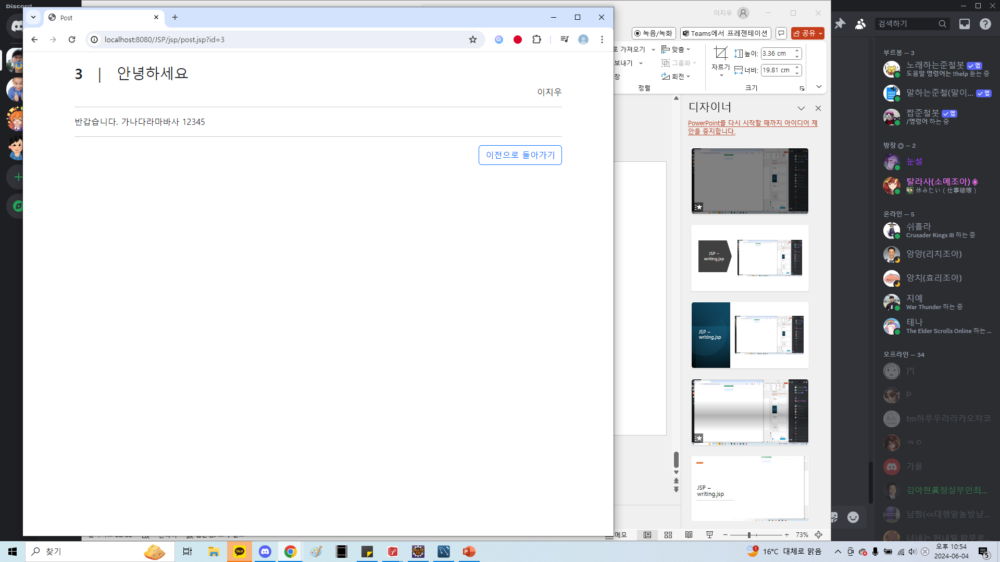 Discord
Post
localhost:8080/JSP/jsp/post.jsp?id=3
3 | 안녕하세요
이지우
반갑습니다. 가나다라마바사 12345
이전으로 돌아가기
이지우
녹음/녹화
Teams에서 프레젠테이션
공유
로 가져오기
맞춤
보내기
그룹화
창
회전
정렬
자르기
높이: 3.36 cm
너비: 19.81 cm
크기
디자이너
PowerPoint를 다시 시작할 때까지 아이디어 제
안을 중지합니다.
JSP –
writing.jsp
JSP –
writing.jsp
JSP –
writing.jsp
메모
73%
검색하기
부르봉 — 3
노래하는준철봇 앱
도움말 명령어는 !!help 듣는 중
말하는준철(말이... 앱
짭준철봇 앱
/명령어 하는 중
방장 ◎ — 2
눈설
탈라사(소메조아)
休みたい ( 仕事破壊 )
온라인 — 5
쉬흘라
Crusader Kings III 하는 중
앙앙(리치조아)
앙치(효리조아)
지예
War Thunder 하는 중
테나
The Elder Scrolls Online 하는 ...
오프라인 — 34
)*(
P
tm하루우라라카오챠코
ㅋㅇ
가을
김아현眞정실부인최...
냠짱(<<대행말놀방냠...
찾기
TALK
16°C 대체로 맑음
오후 10:54
2024-06-04
5